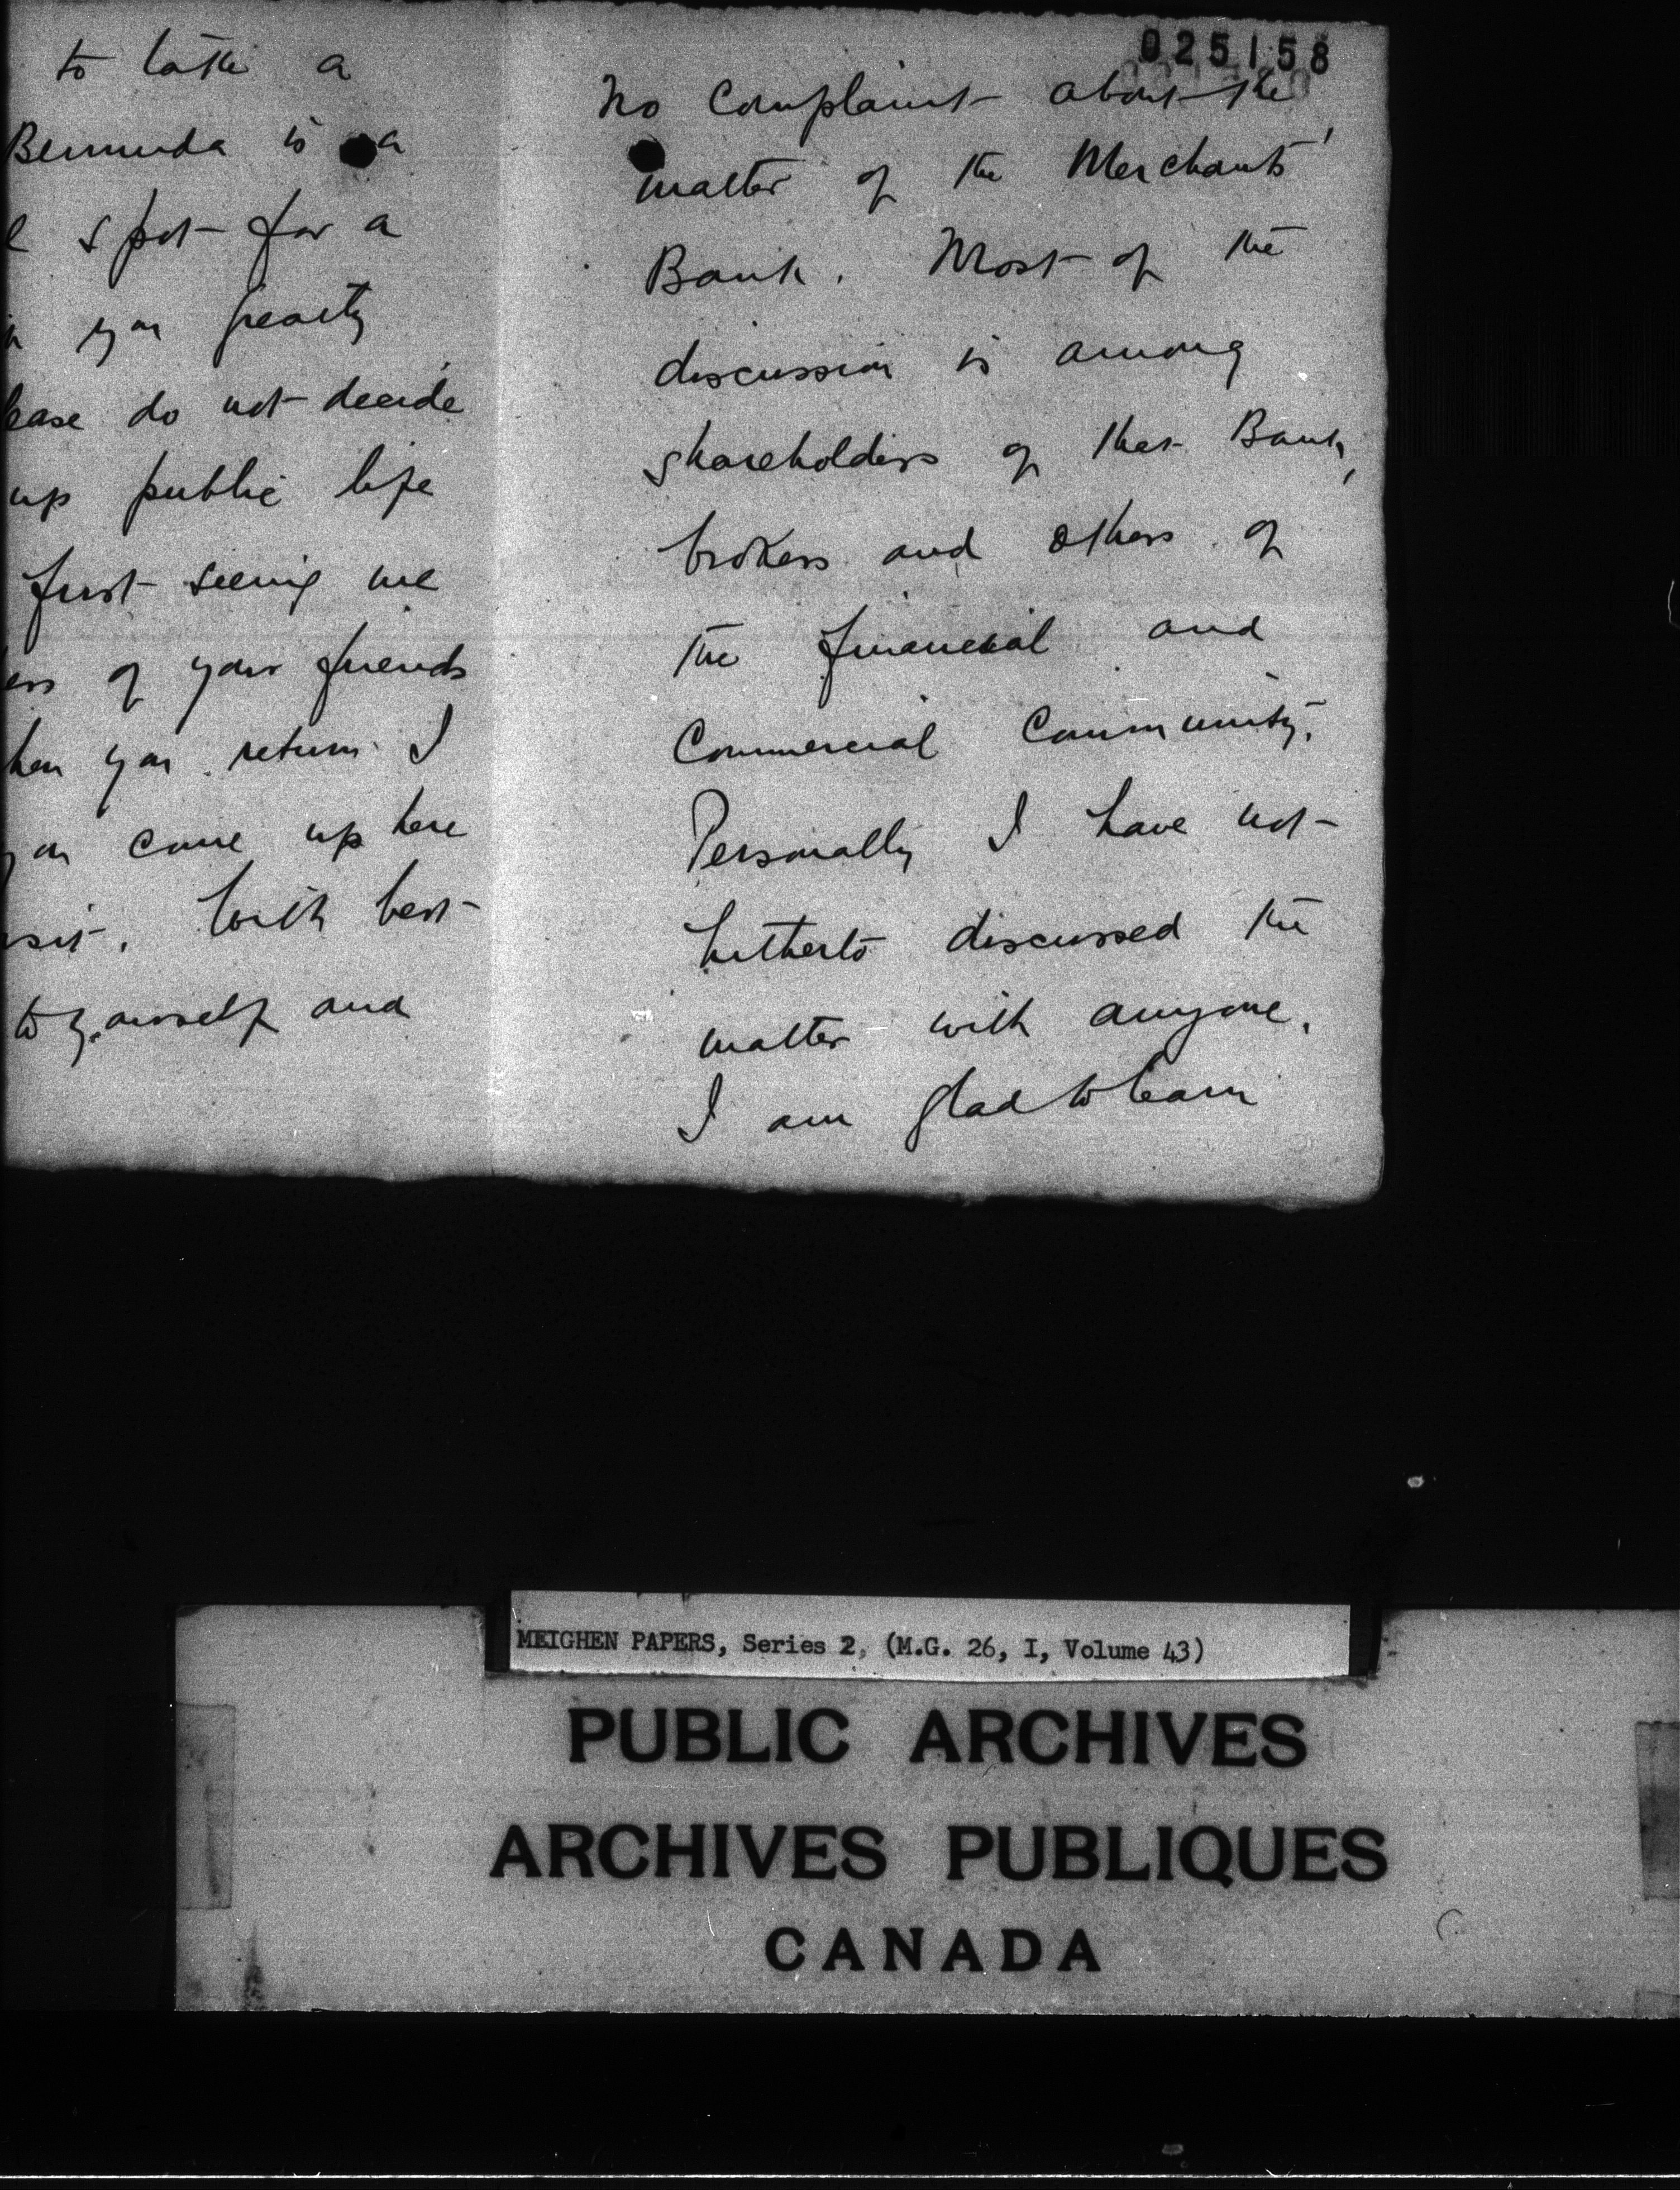 to take a
Bermuda is a
spot for a
you hearty
lease do not decide
up public life
first seeing me
ers of your friends
hen you return I
you come up here
isit. With best
to yourself and
025158
no complaint about the
matter of the Merchants'
Bank. Most of the
discussion is among
shareholders of that Bank,
brokers and others of
the financial and
Commercial Community.
Personally I have not
hitherto discussed the
matter with anyone.
I am glad to learn
MEIGHEN PAPERS, Series 2, (M.G. 26, I, Volume 43)
PUBLIC ARCHIVES
ARCHIVES PUBLIQUES
CANADA